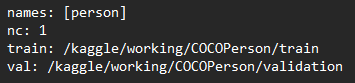 names: [person]
nc: 1
train: /kaggle/working/COCOPerson/train
val: /kaggle/working/COCOPerson/validation